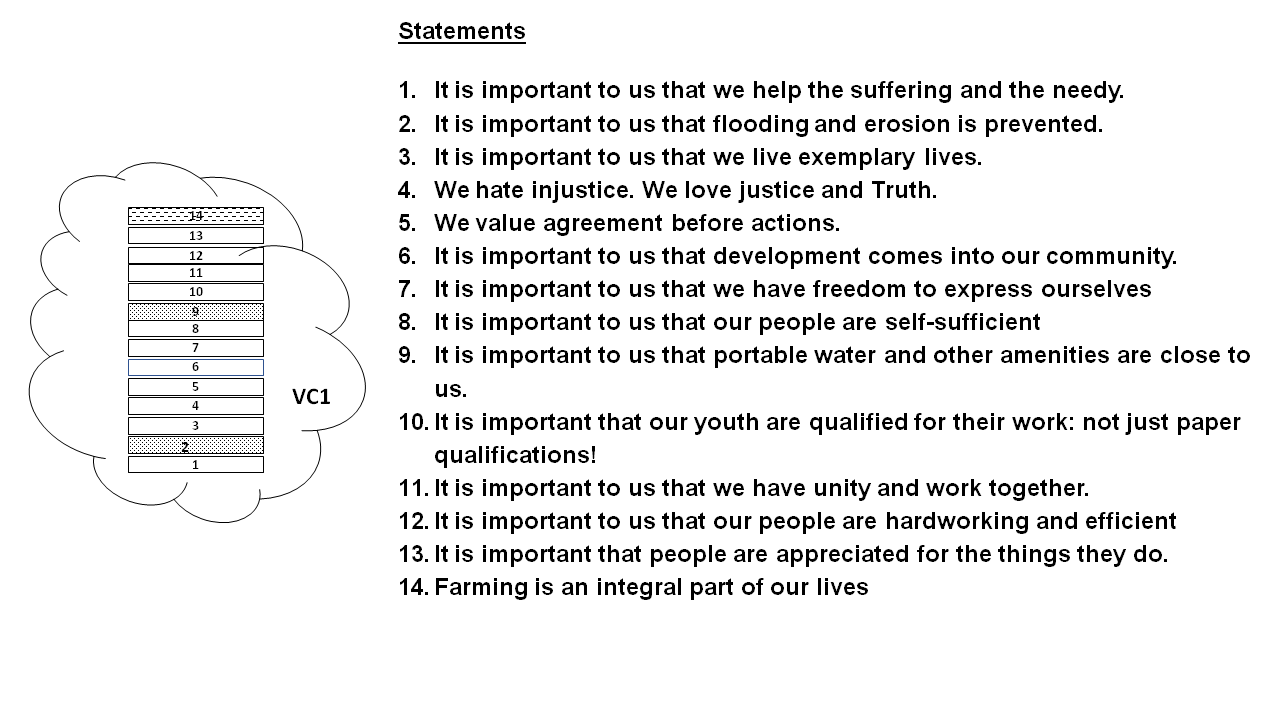 Statements
1. It is important to us that we help the suffering and the needy.
2. It is important to us that flooding and erosion is prevented.
3. It is important to us that we live exemplary lives.
4. We hate injustice. We love justice and Truth.
5. We value agreement before actions.
6. It is important to us that development comes into our community.
7. It is important to us that we have freedom to express ourselves
8. It is important to us that our people are self-sufficient
9. It is important to us that portable water and other amenities are close to
us.
10. It is important that our youth are qualified for their work: not just paper
qualifications!
11. It is important to us that we have unity and work together.
12. It is important to us that our people are hardworking and efficient
13. It is important that people are appreciated for the things they do.
14. Farming is an integral part of our lives
14
13
12
11
10
9
8
7
6
5
4
3
2
1
VC1